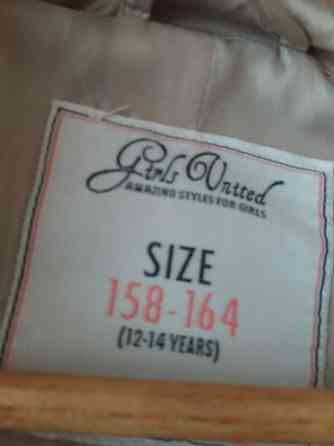 Girls United
AMAZING STYLES FOR GIRLS
SIZE
158-164
(12-14 YEARS)